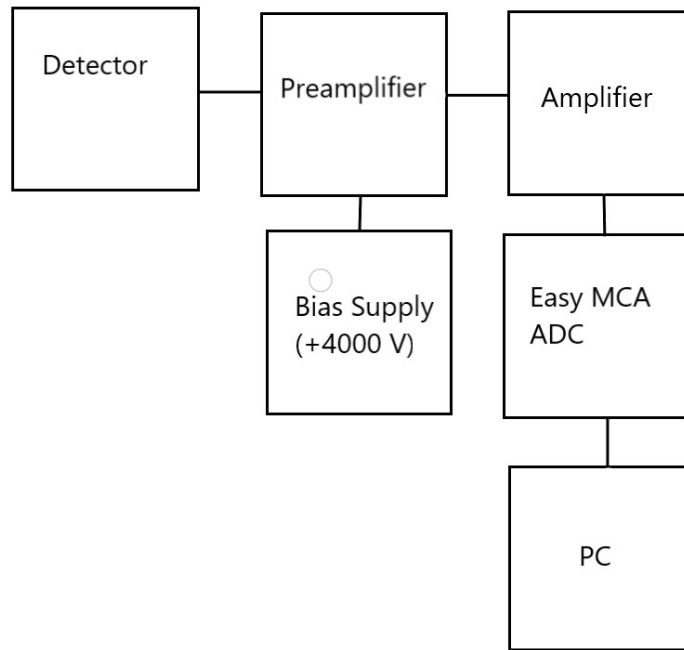 Detector
Preamplifier
Amplifier
Bias Supply
(+4000 V)
Easy MCA
ADC
PC